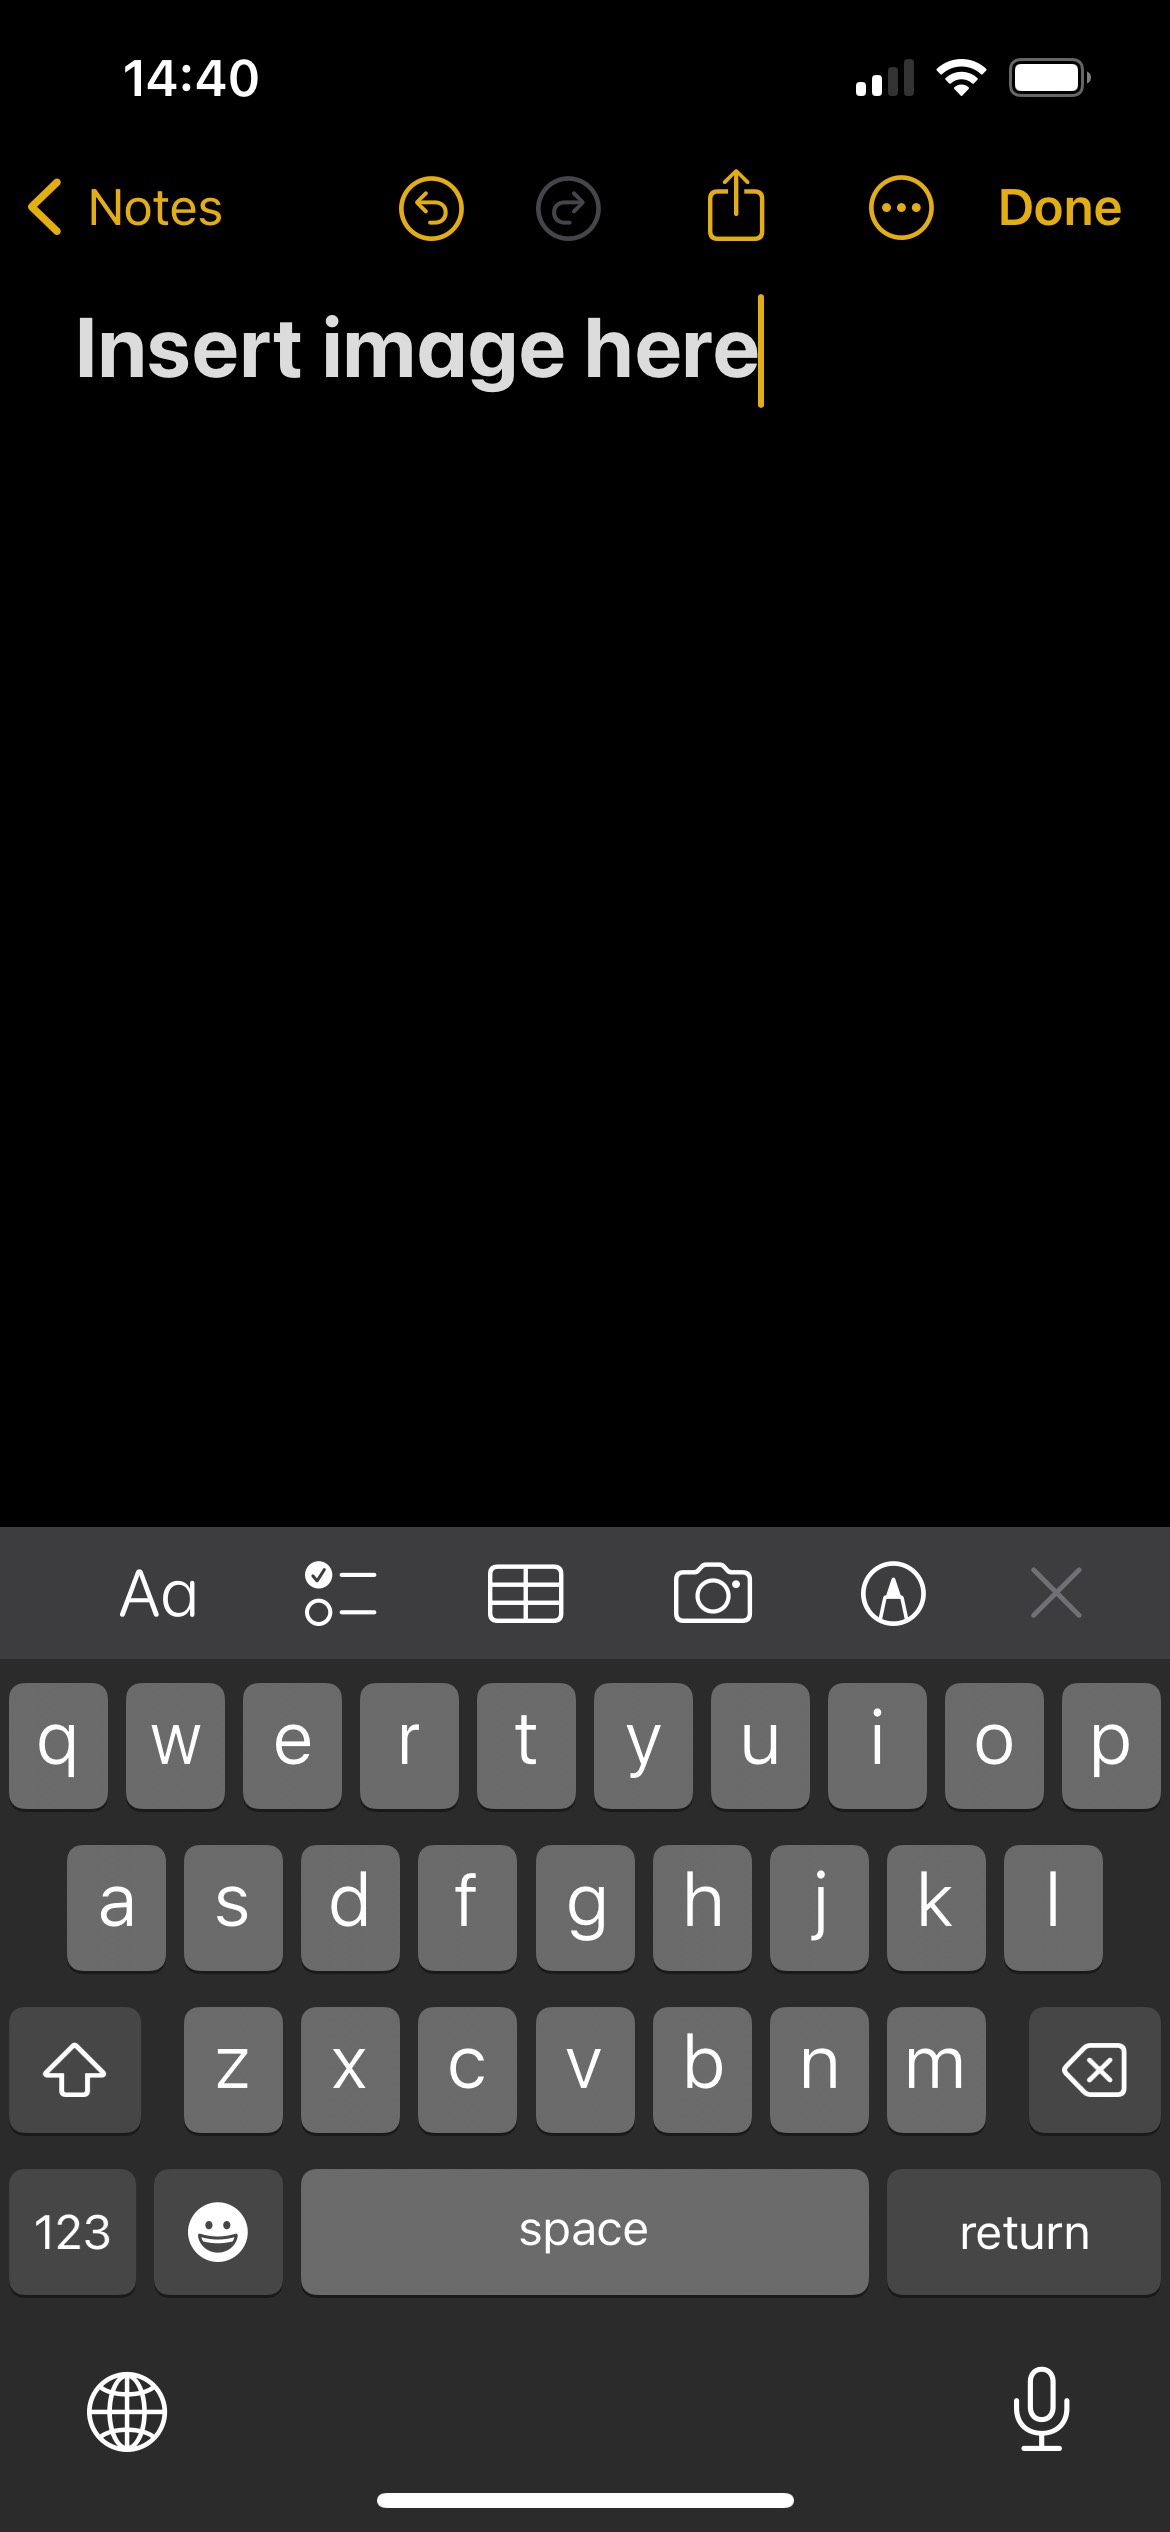 14:40
Notes Done
Insert image here
Aa
q w e r t y u i o p
a s d f g h j k l
z x c v b n m
123 space return